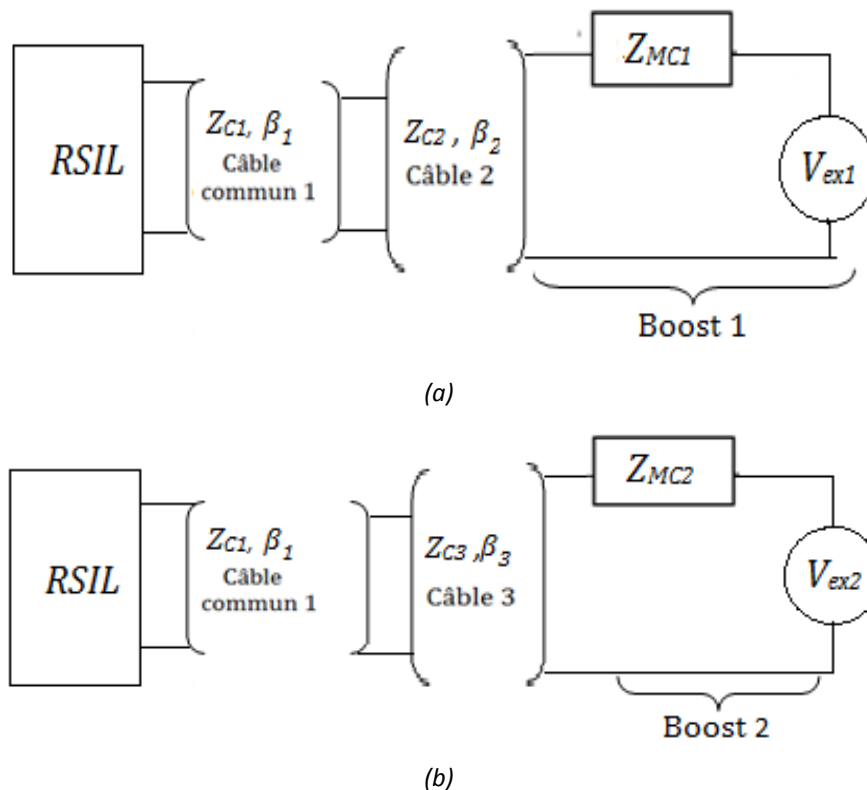 RSIL
Z_C1, β_1
Câble
commun 1
Z_C2 , β_2
Câble 2
Z_MC1
V_ex1
Boost 1
(a)
RSIL
Z_C1, β_1
Câble
commun 1
Z_C3 ,β_3
Câble 3
Z_MC2
V_ex2
Boost 2
(b)